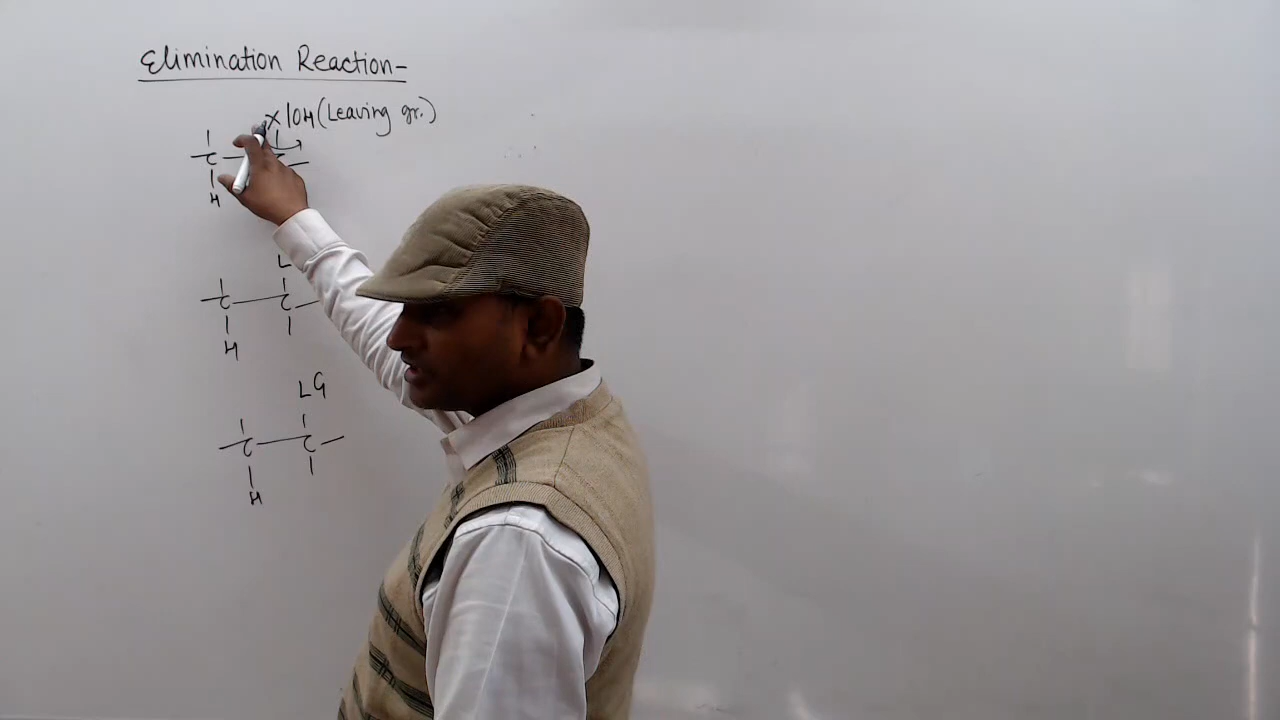 Elimination Reaction-
X/OH (Leaving gr.)
-C-
H
L
-C-C-
H
LG
-C-C-
H